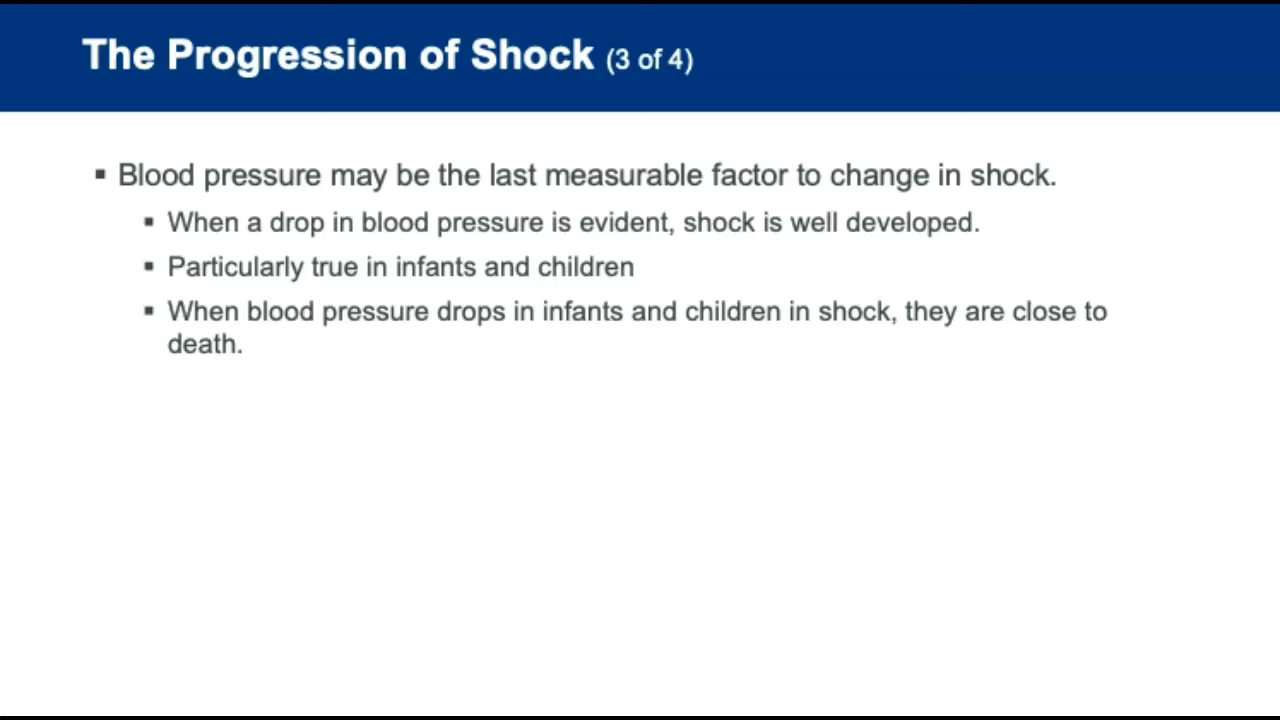 The Progression of Shock (3 of 4)
▪ Blood pressure may be the last measurable factor to change in shock.
▪ When a drop in blood pressure is evident, shock is well developed.
▪ Particularly true in infants and children
▪ When blood pressure drops in infants and children in shock, they are close to
death.